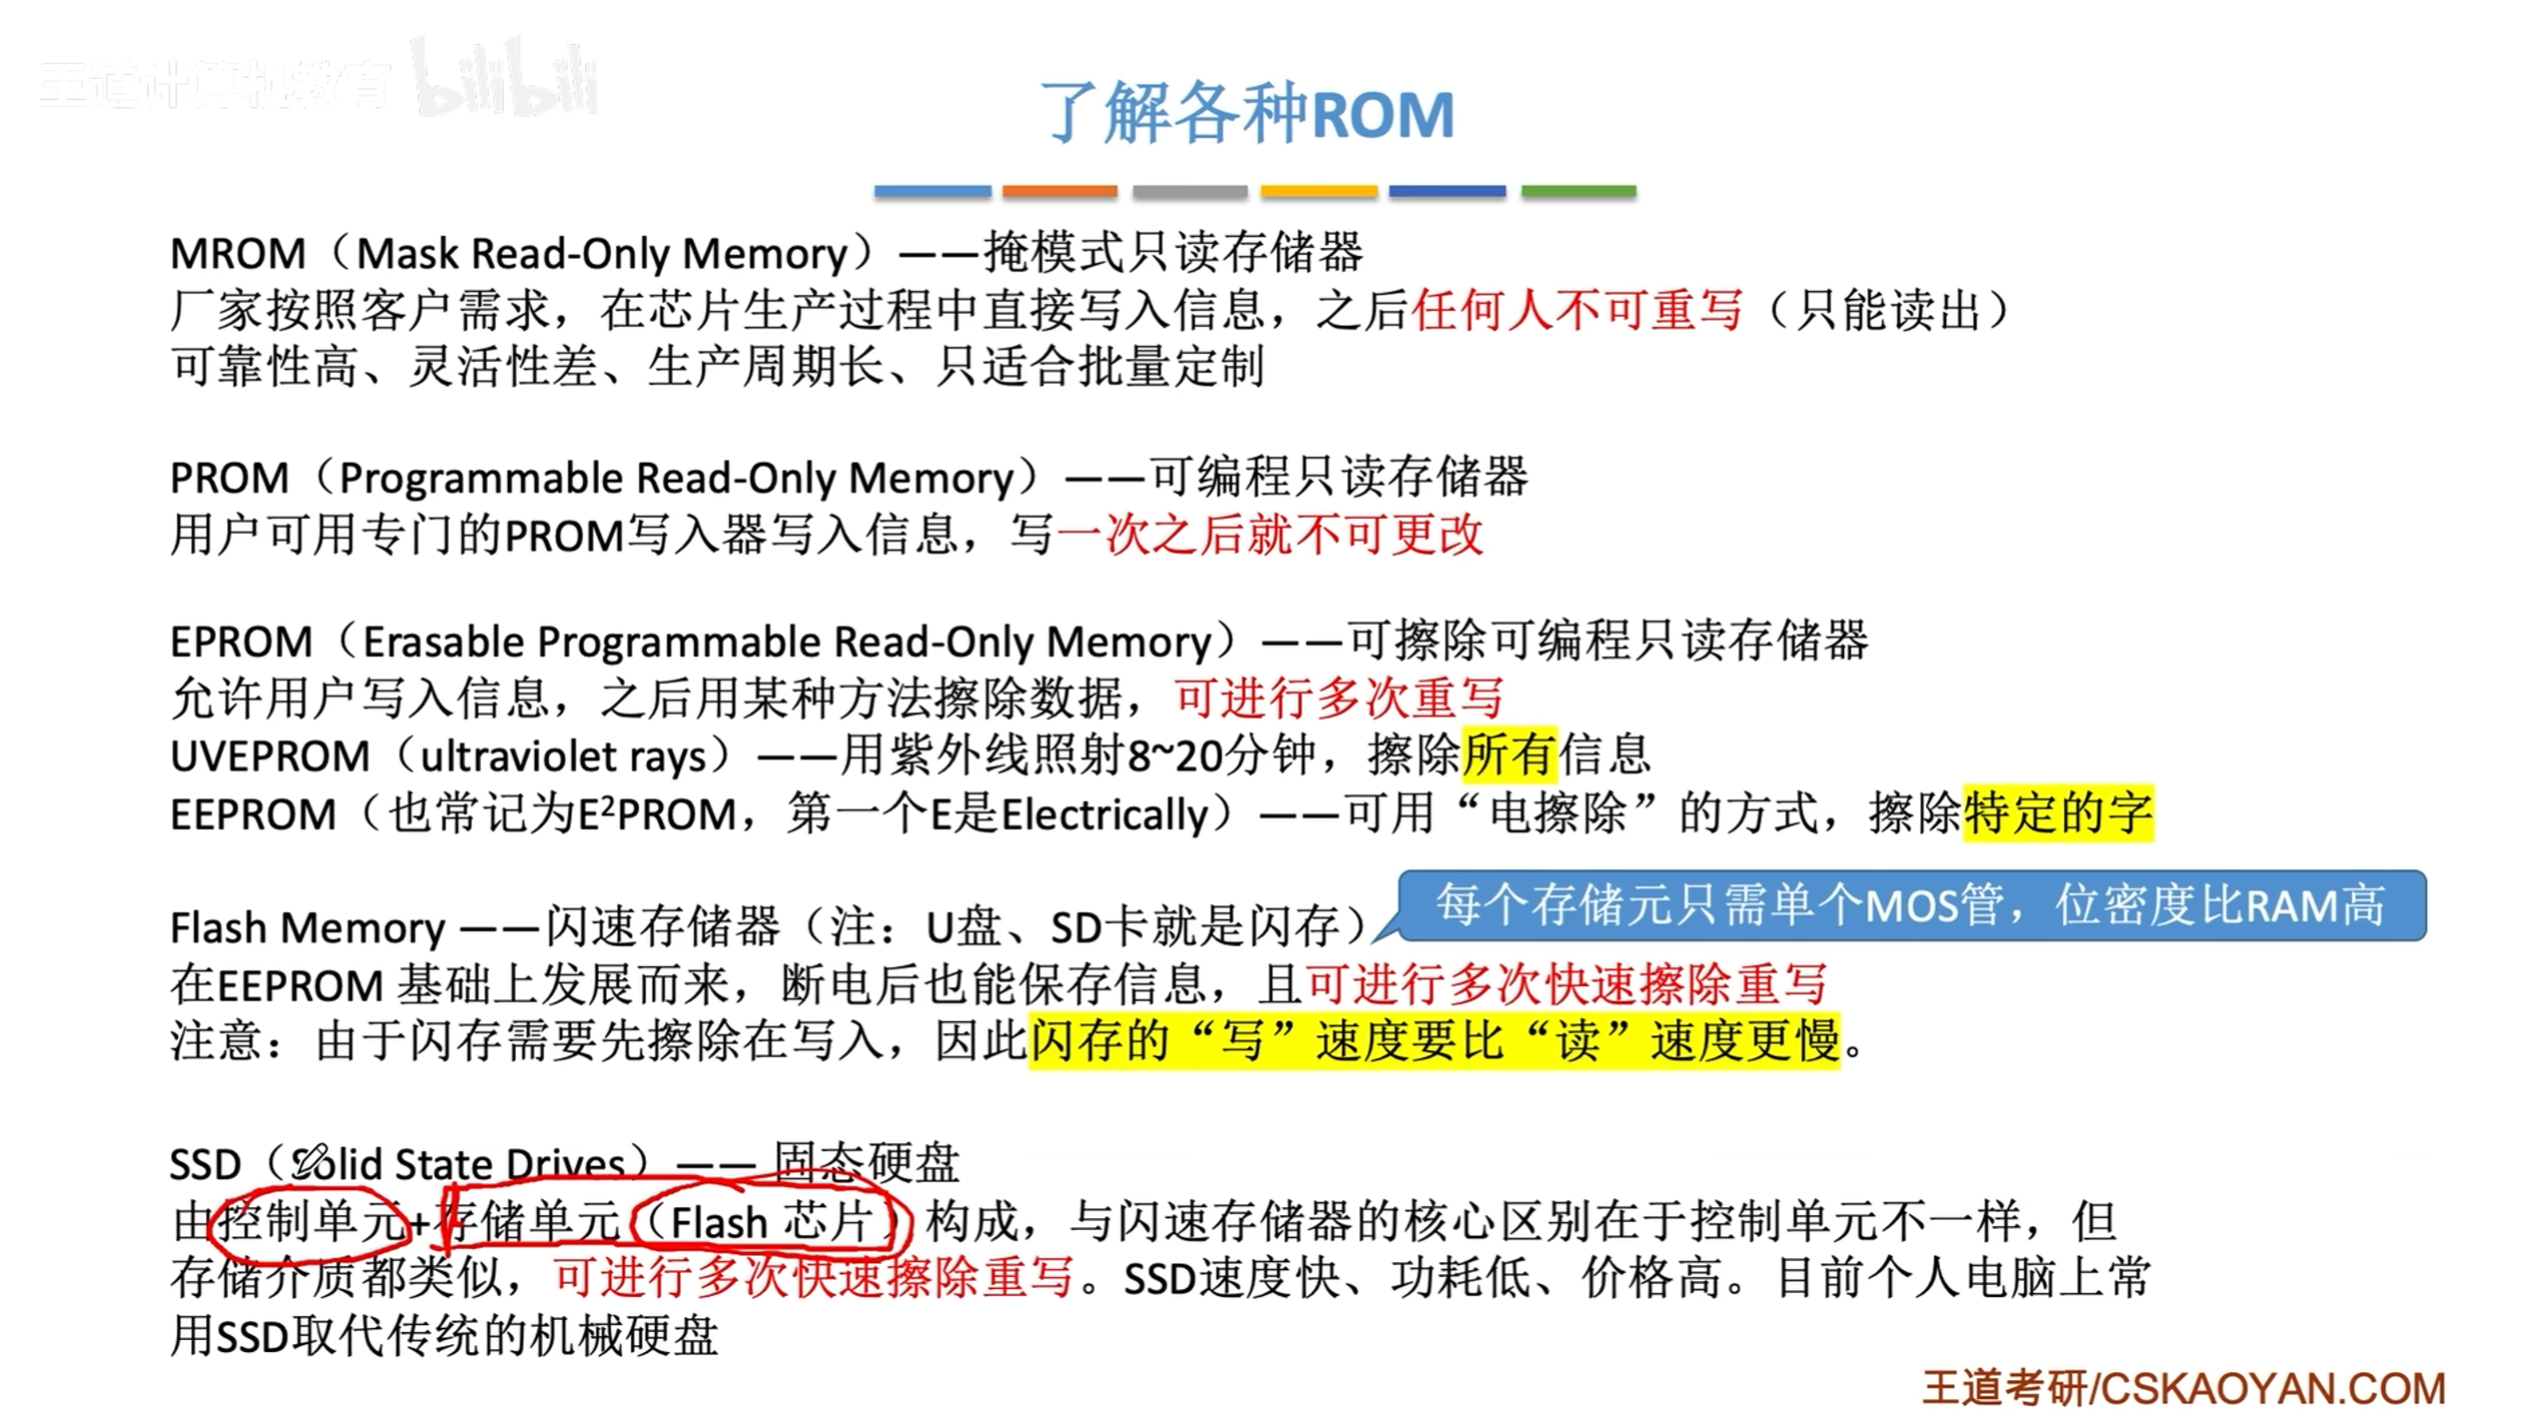 王道计算机教育 bilibili
了解各种ROM
MROM（Mask Read-Only Memory）——掩模式只读存储器
厂家按照客户需求，在芯片生产过程中直接写入信息，之后任何人不可重写（只能读出）
可靠性高、灵活性差、生产周期长、只适合批量定制
PROM（Programmable Read-Only Memory）——可编程只读存储器
用户可用专门的PROM写入器写入信息，写一次之后就不可更改
EPROM（Erasable Programmable Read-Only Memory）——可擦除可编程只读存储器
允许用户写入信息，之后用某种方法擦除数据，可进行多次重写
UVEPROM（ultraviolet rays）——用紫外线照射8~20分钟，擦除所有信息
EEPROM（也常记为E²PROM，第一个E是Electrically）——可用“电擦除”的方式，擦除特定的字
每个存储元只需单个MOS管，位密度比RAM高
Flash Memory ——闪速存储器（注：U盘、SD卡就是闪存）
在EEPROM 基础上发展而来，断电后也能保存信息，且可进行多次快速擦除重写
注意：由于闪存需要先擦除在写入，因此闪存的“写”速度要比“读”速度更慢。
SSD（Solid State Drives）—— 固态硬盘
由控制单元+存储单元（Flash 芯片）构成，与闪速存储器的核心区别在于控制单元不一样，但
存储介质都类似，可进行多次快速擦除重写。SSD速度快、功耗低、价格高。目前个人电脑上常
用SSD取代传统的机械硬盘
王道考研/CSKAOYAN.COM